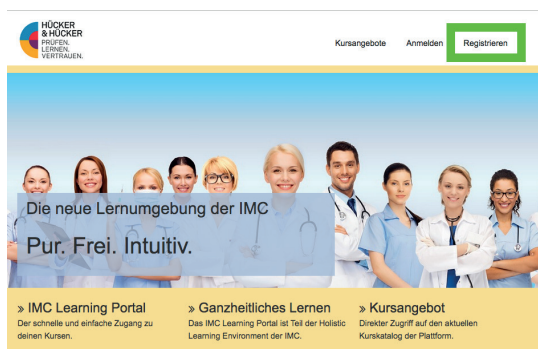 HÜCKER
& HÜCKER
PRÜFEN.
LERNEN.
VERTRAUEN.
Kursangebote Anmelden Registrieren
Die neue Lernumgebung der IMC
Pur. Frei. Intuitiv.
» IMC Learning Portal
Der schnelle und einfache Zugang zu
deinen Kursen.
» Ganzheitliches Lernen
Das IMC Learning Portal ist Teil der Holistic
Learning Environment der IMC.
» Kursangebot
Direkter Zugriff auf den aktuellen
Kurskatalog der Plattform.